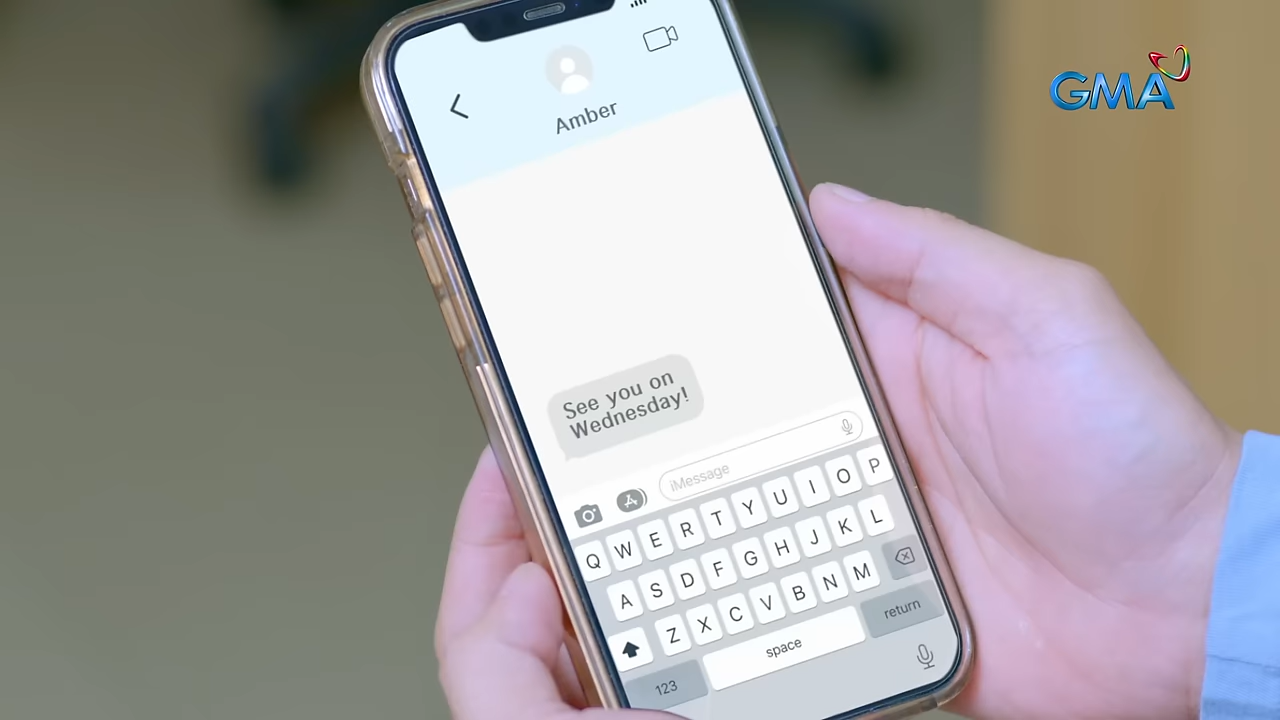 GMA
Amber
See you on
Wednesday!
iMessage
Q W E R T Y U I O P
A S D F G H J K L
Z X C V B N M
123 space return